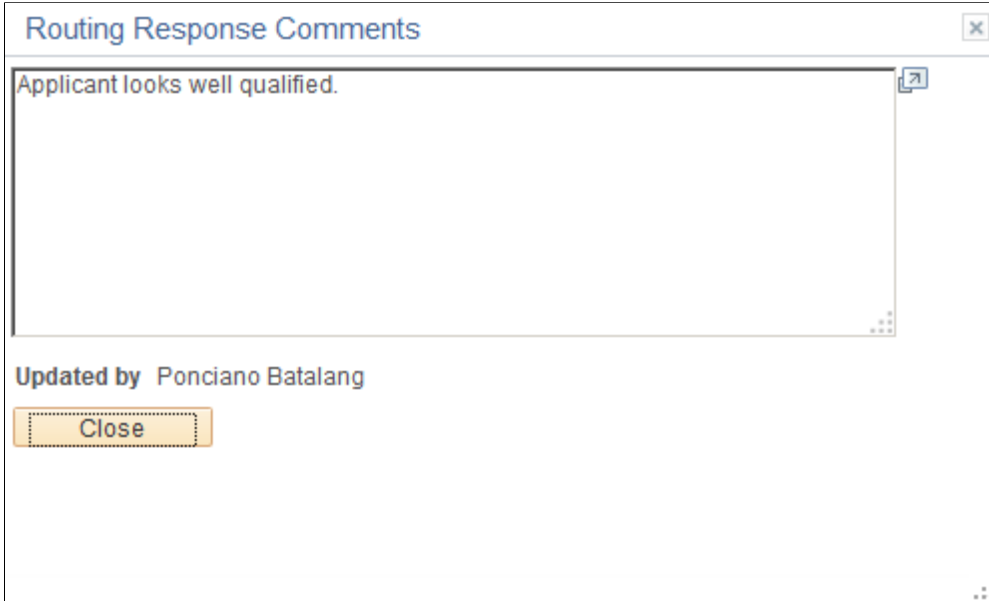 Routing Response Comments
Applicant looks well qualified.
Updated by Ponciano Batalang
Close